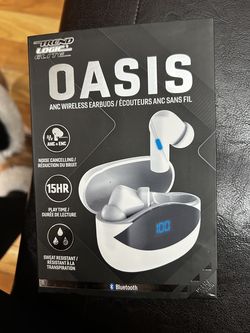 TREND
LOGIC
ELITE
OASIS
ANC WIRELESS EARBUDS / ÉCOUTEURS ANC SANS FIL
ANC + ENC
NOISE CANCELLING /
RÉDUCTION DU BRUIT
15HR
PLAY TIME /
DURÉE DE LECTURE
SWEAT RESISTANT /
RÉSISTANT À LA
TRANSPIRATION
100
Bluetooth